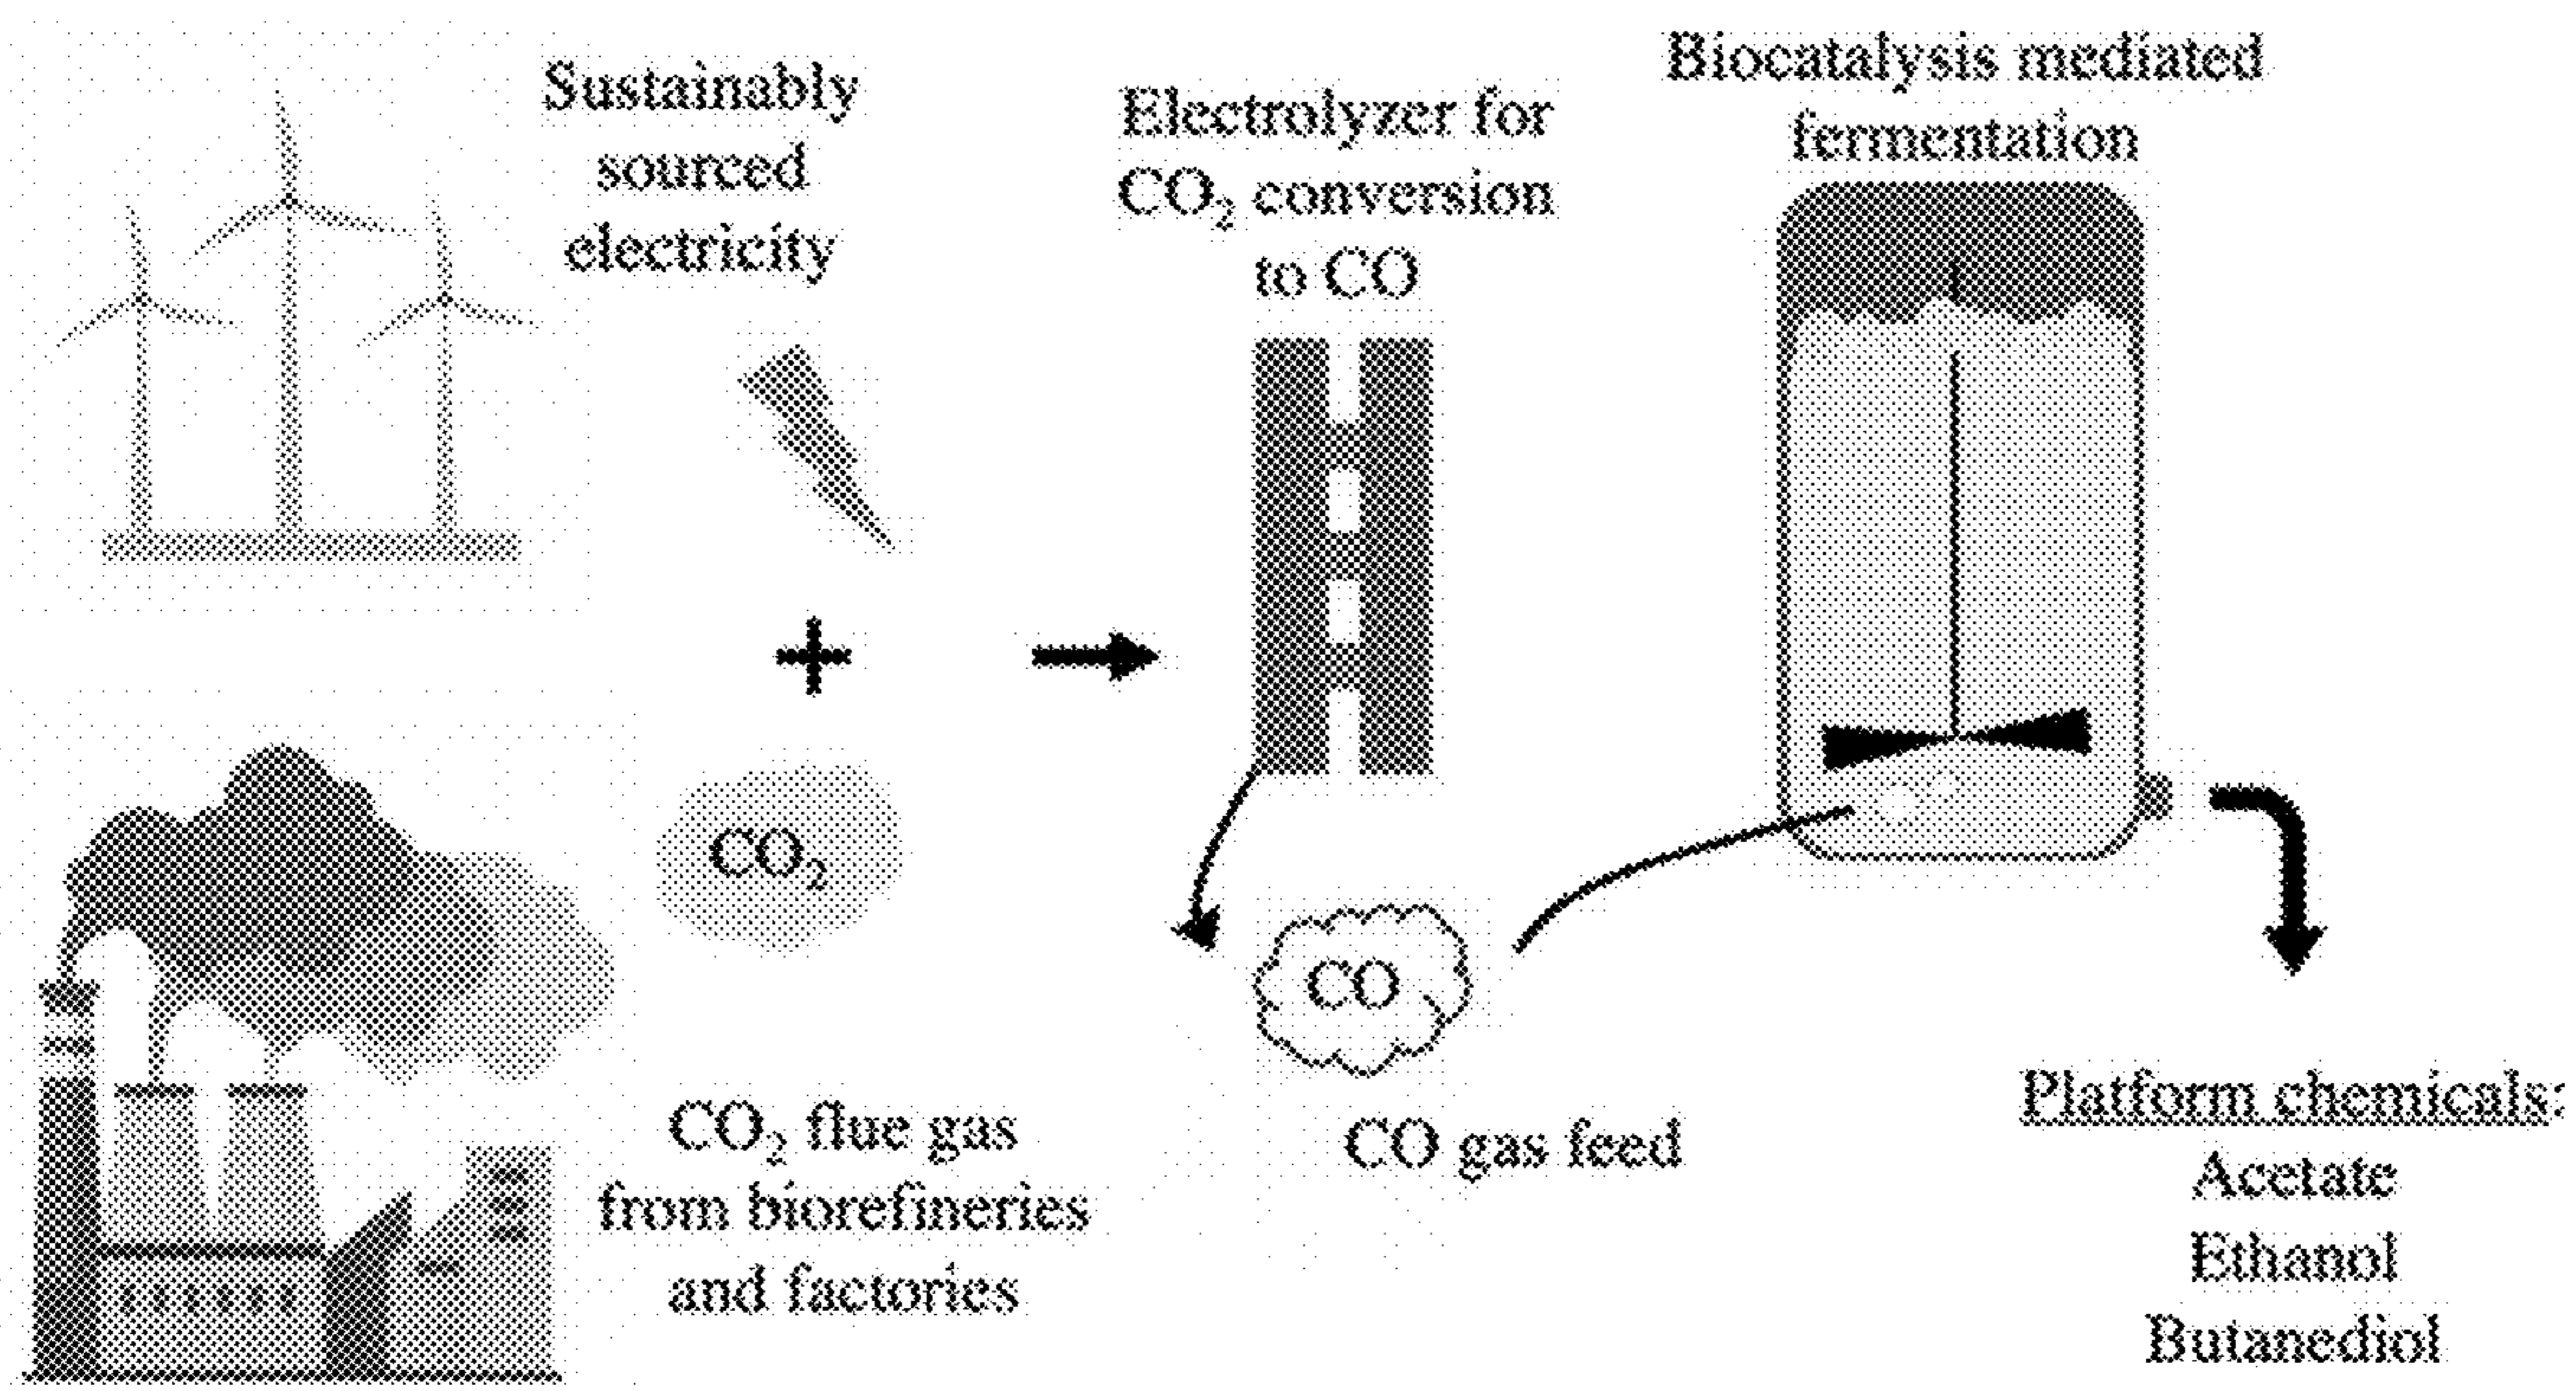 Sustainably
sourced
electricity
Electrolyzer for
CO₂ conversion
to CO
Biocatalysis mediated
fermentation
CO₂
CO
CO₂ flue gas
from biorefineries
and factories
CO gas feed
Platform chemicals:
Acetate
Ethanol
Butanediol